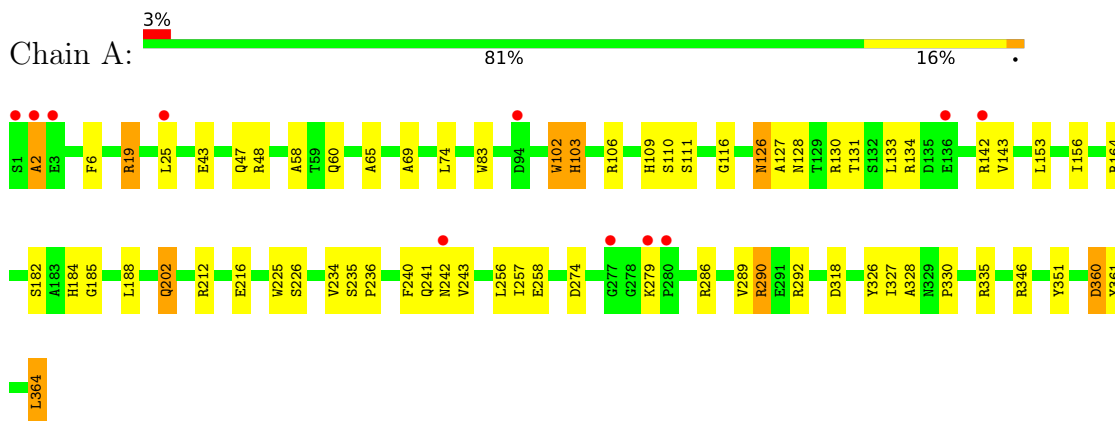 3%
Chain A:
81% 16% •
S1 A2 E3 F6 R19 L25 E43 Q47 R48 A58 T59 Q60 A65 A69 L74 W83 D94 W102 H103 R106 H109 S110 S111 G116 N126 A127 N128 T129 R130 T131 S132 L133 R134 D135 E136 R142 V143 L153 I156
S182 A183 H184 G185 L188 Q202 R212 E216 W225 S226 V234 S235 P236 F240 Q241 N242 V243 L256 I257 E258 D274 G277 G278 K279 P280 R286 V289 R290 E291 R292 D318 Y326 I327 A328 N329 P330 R335 R346 Y351 D360
L364